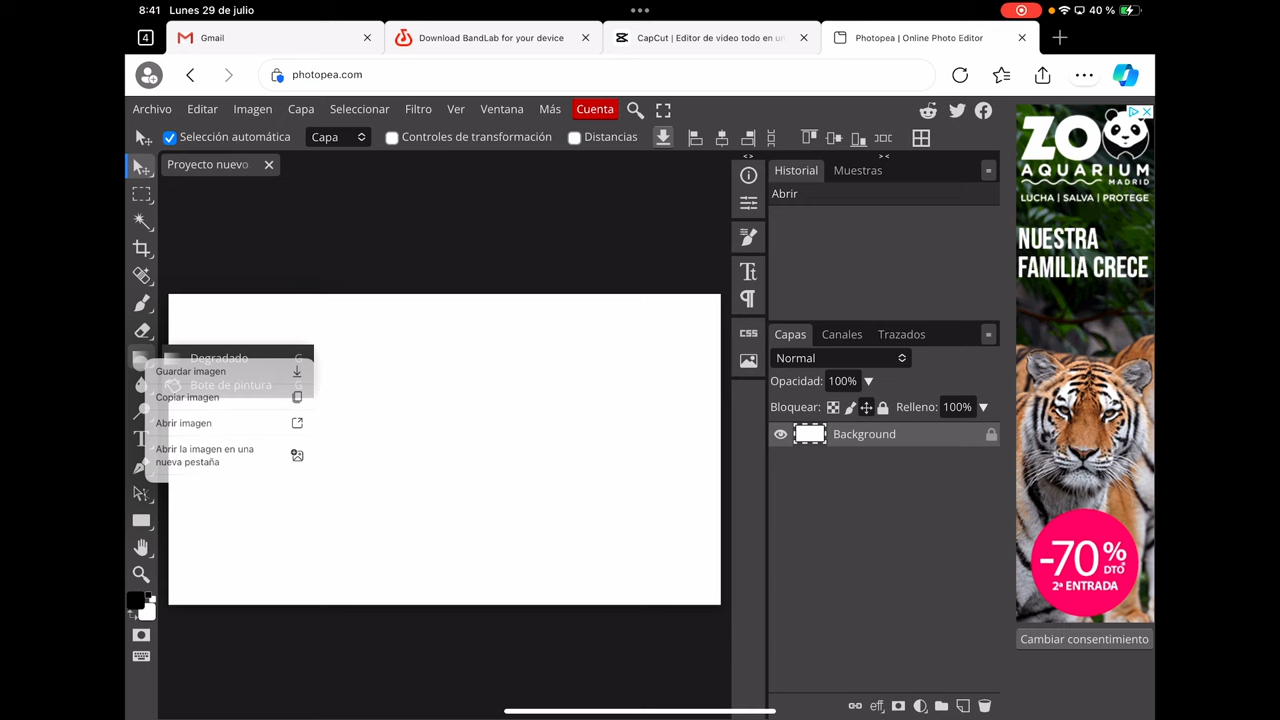 8:41 Lunes 29 de julio
40 %
4
Gmail
Download BandLab for your device
CapCut | Editor de video todo en un
Photopea | Online Photo Editor
photopea.com
Archivo Editar Imagen Capa Seleccionar Filtro Ver Ventana Más Cuenta
Selección automática Capa Controles de transformación Distancias
Proyecto nuevo
Historial Muestras
Abrir
Degradado G
Guardar imagen
Bote de pintura G
Copiar imagen
Abrir imagen
Abrir la imagen en una
nueva pestaña
Tt
CSS
Capas Canales Trazados
Normal
Opacidad: 100%
Bloquear: Relleno: 100%
Background
eff
ZOO
AQUARIUM
MADRID
LUCHA | SALVA | PROTEGE
NUESTRA
FAMILIA CRECE
-70% DTO
2ª ENTRADA
Cambiar consentimiento